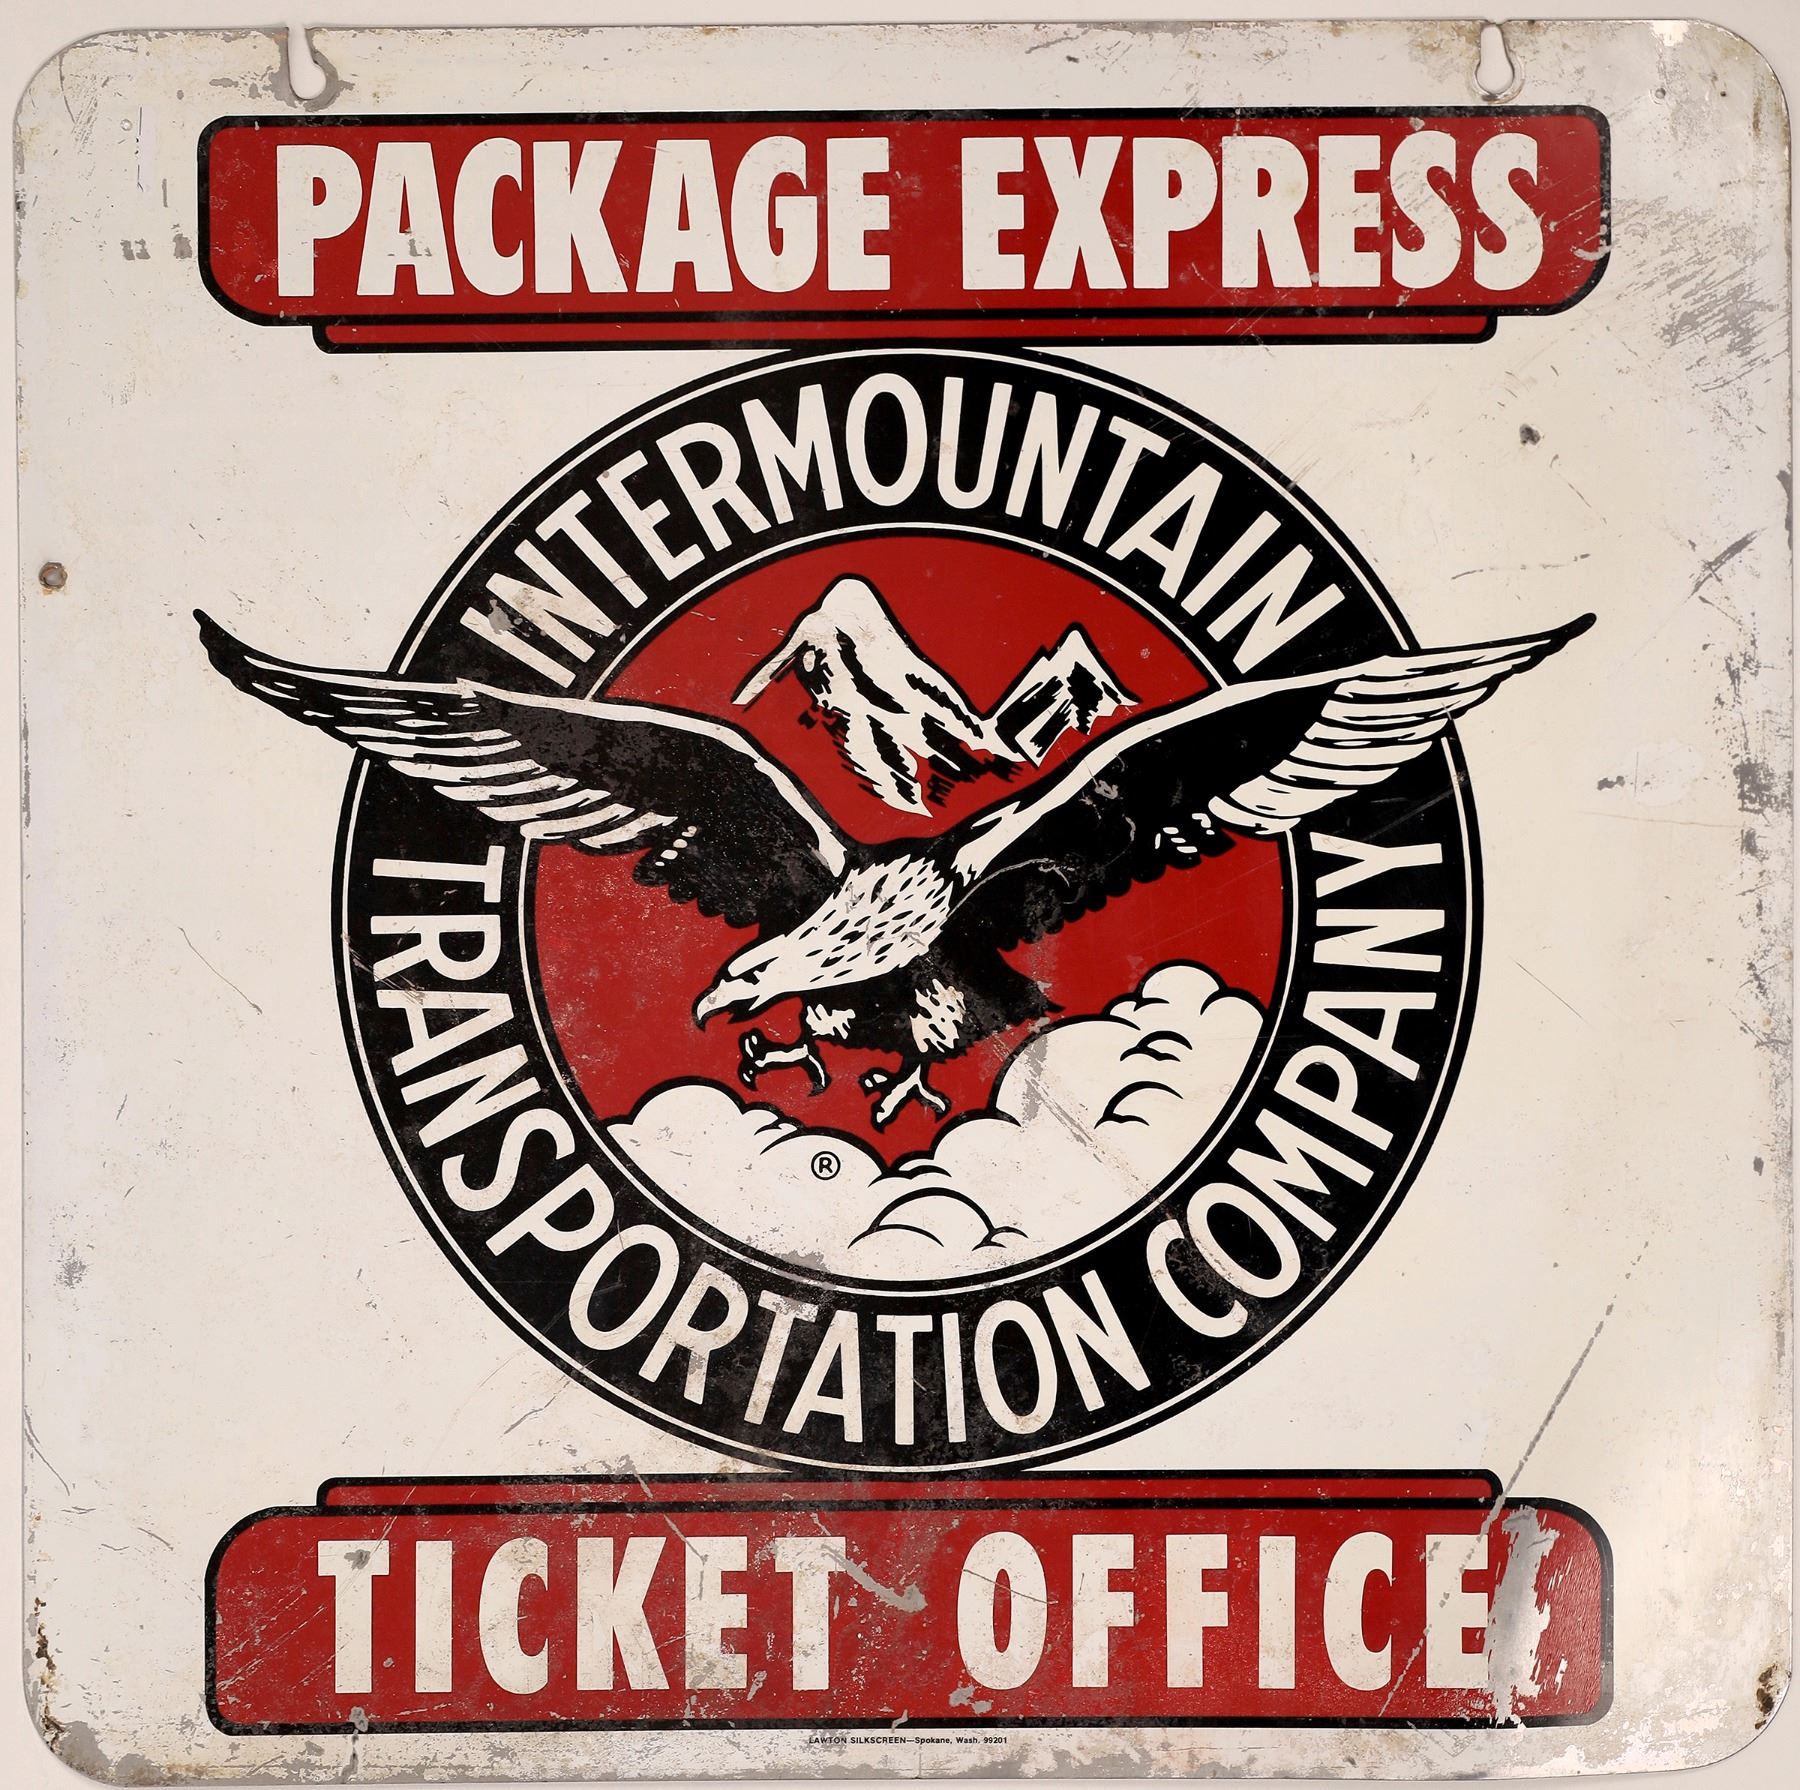 PACKAGE EXPRESS
INTERMOUNTAIN
TRANSPORTATION COMPANY
®
TICKET OFFICE
LAWTON SILKSCREEN—Spokane, Wash. 99201